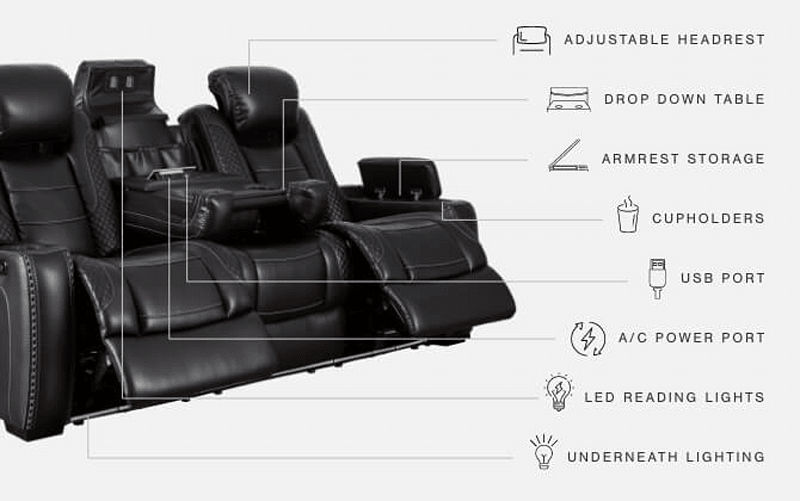 ADJUSTABLE HEADREST
DROP DOWN TABLE
ARMREST STORAGE
CUPHOLDERS
USB PORT
A/C POWER PORT
LED READING LIGHTS
UNDERNEATH LIGHTING